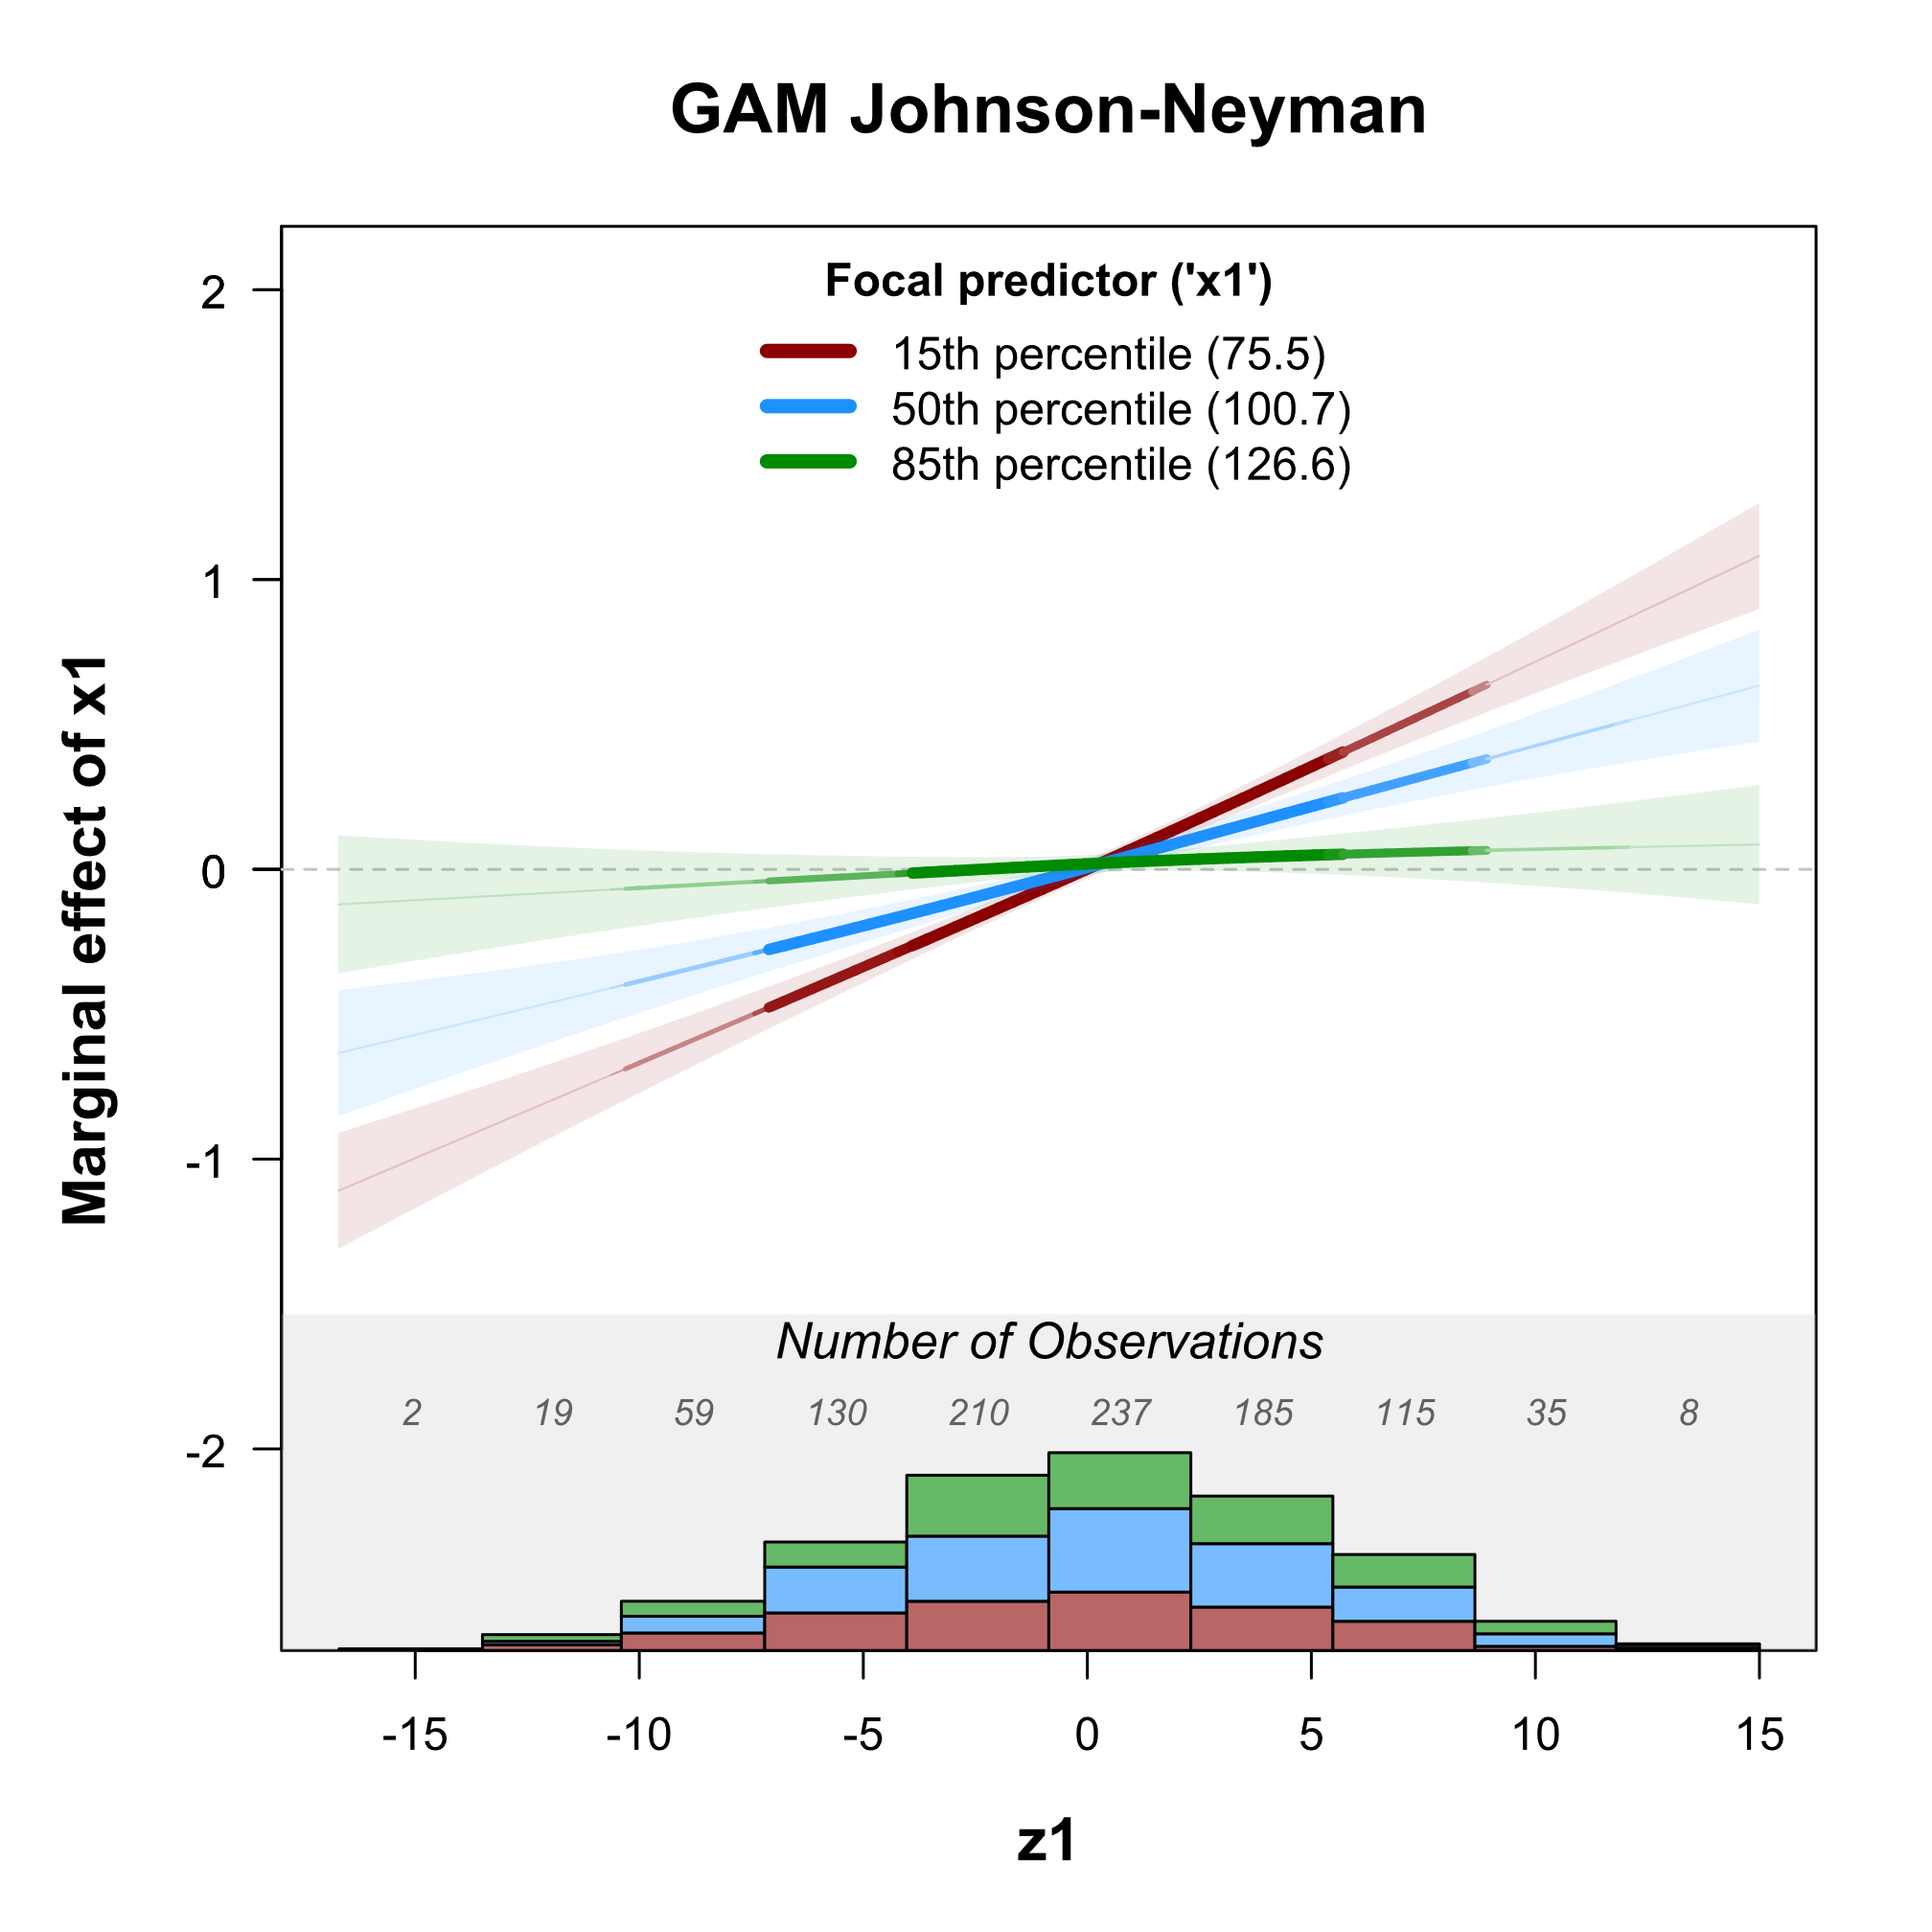 GAM Johnson-Neyman
Focal predictor ('x1')
15th percentile (75.5)
50th percentile (100.7)
85th percentile (126.6)
2
1
0
-1
-2
Marginal effect of x1
Number of Observations
2 19 59 130 210 237 185 115 35 8
-15 -10 -5 0 5 10 15
z1